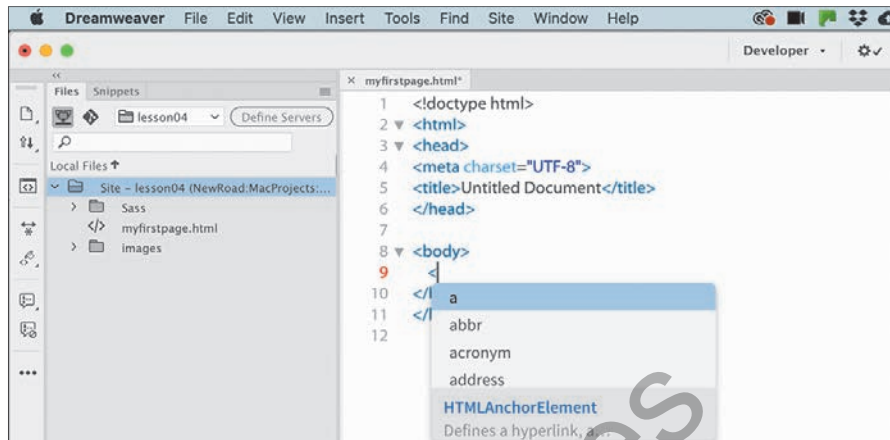 Dreamweaver File Edit View Insert Tools Find Site Window Help
Developer
Files Snippets
lesson04 Define Servers
Local Files
Site - lesson04 (NewRoad:MacProjects:...
Sass
myfirstpage.html
images
myfirstpage.html*
1 <!doctype html>
2 <html>
3 <head>
4 <meta charset="UTF-8">
5 <title>Untitled Document</title>
6 </head>
7
8 <body>
9 <
10 </
11 </
12
a
abbr
acronym
address
HTMLAnchorElement
Defines a hyperlink, a...